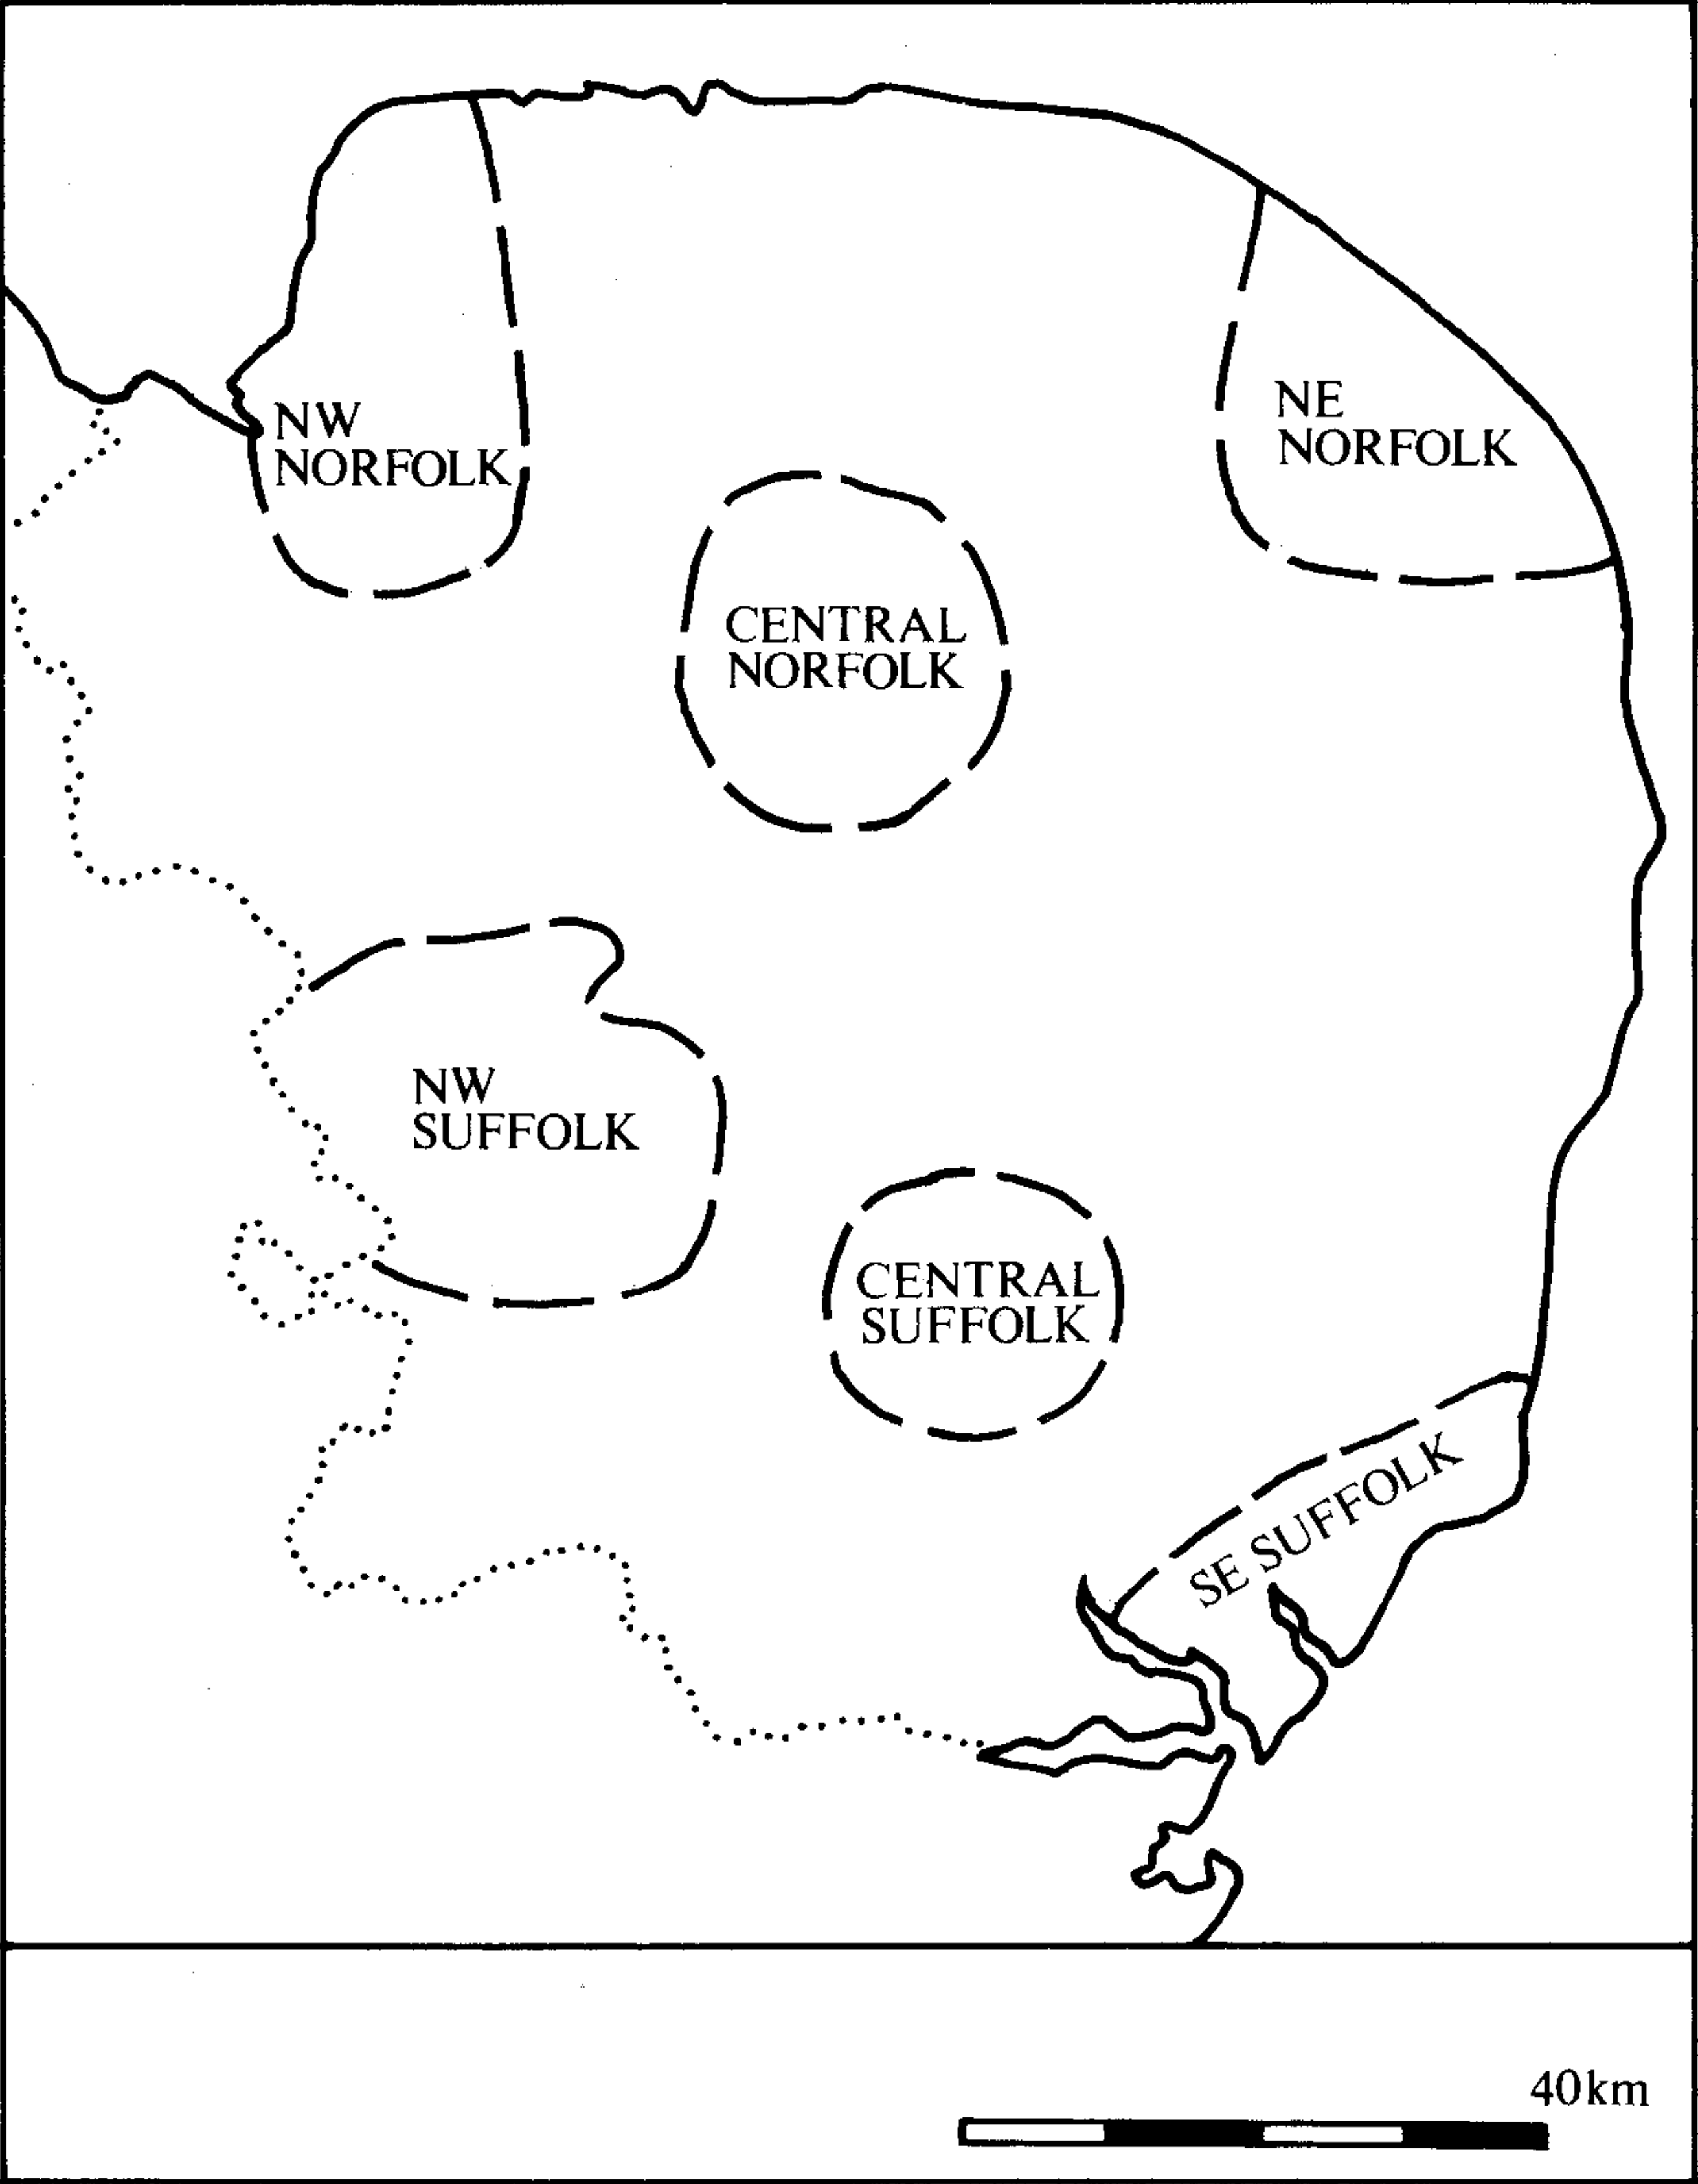 NW
NORFOLK
NE
NORFOLK
CENTRAL
NORFOLK
NW
SUFFOLK
CENTRAL
SUFFOLK
SE SUFFOLK
40km